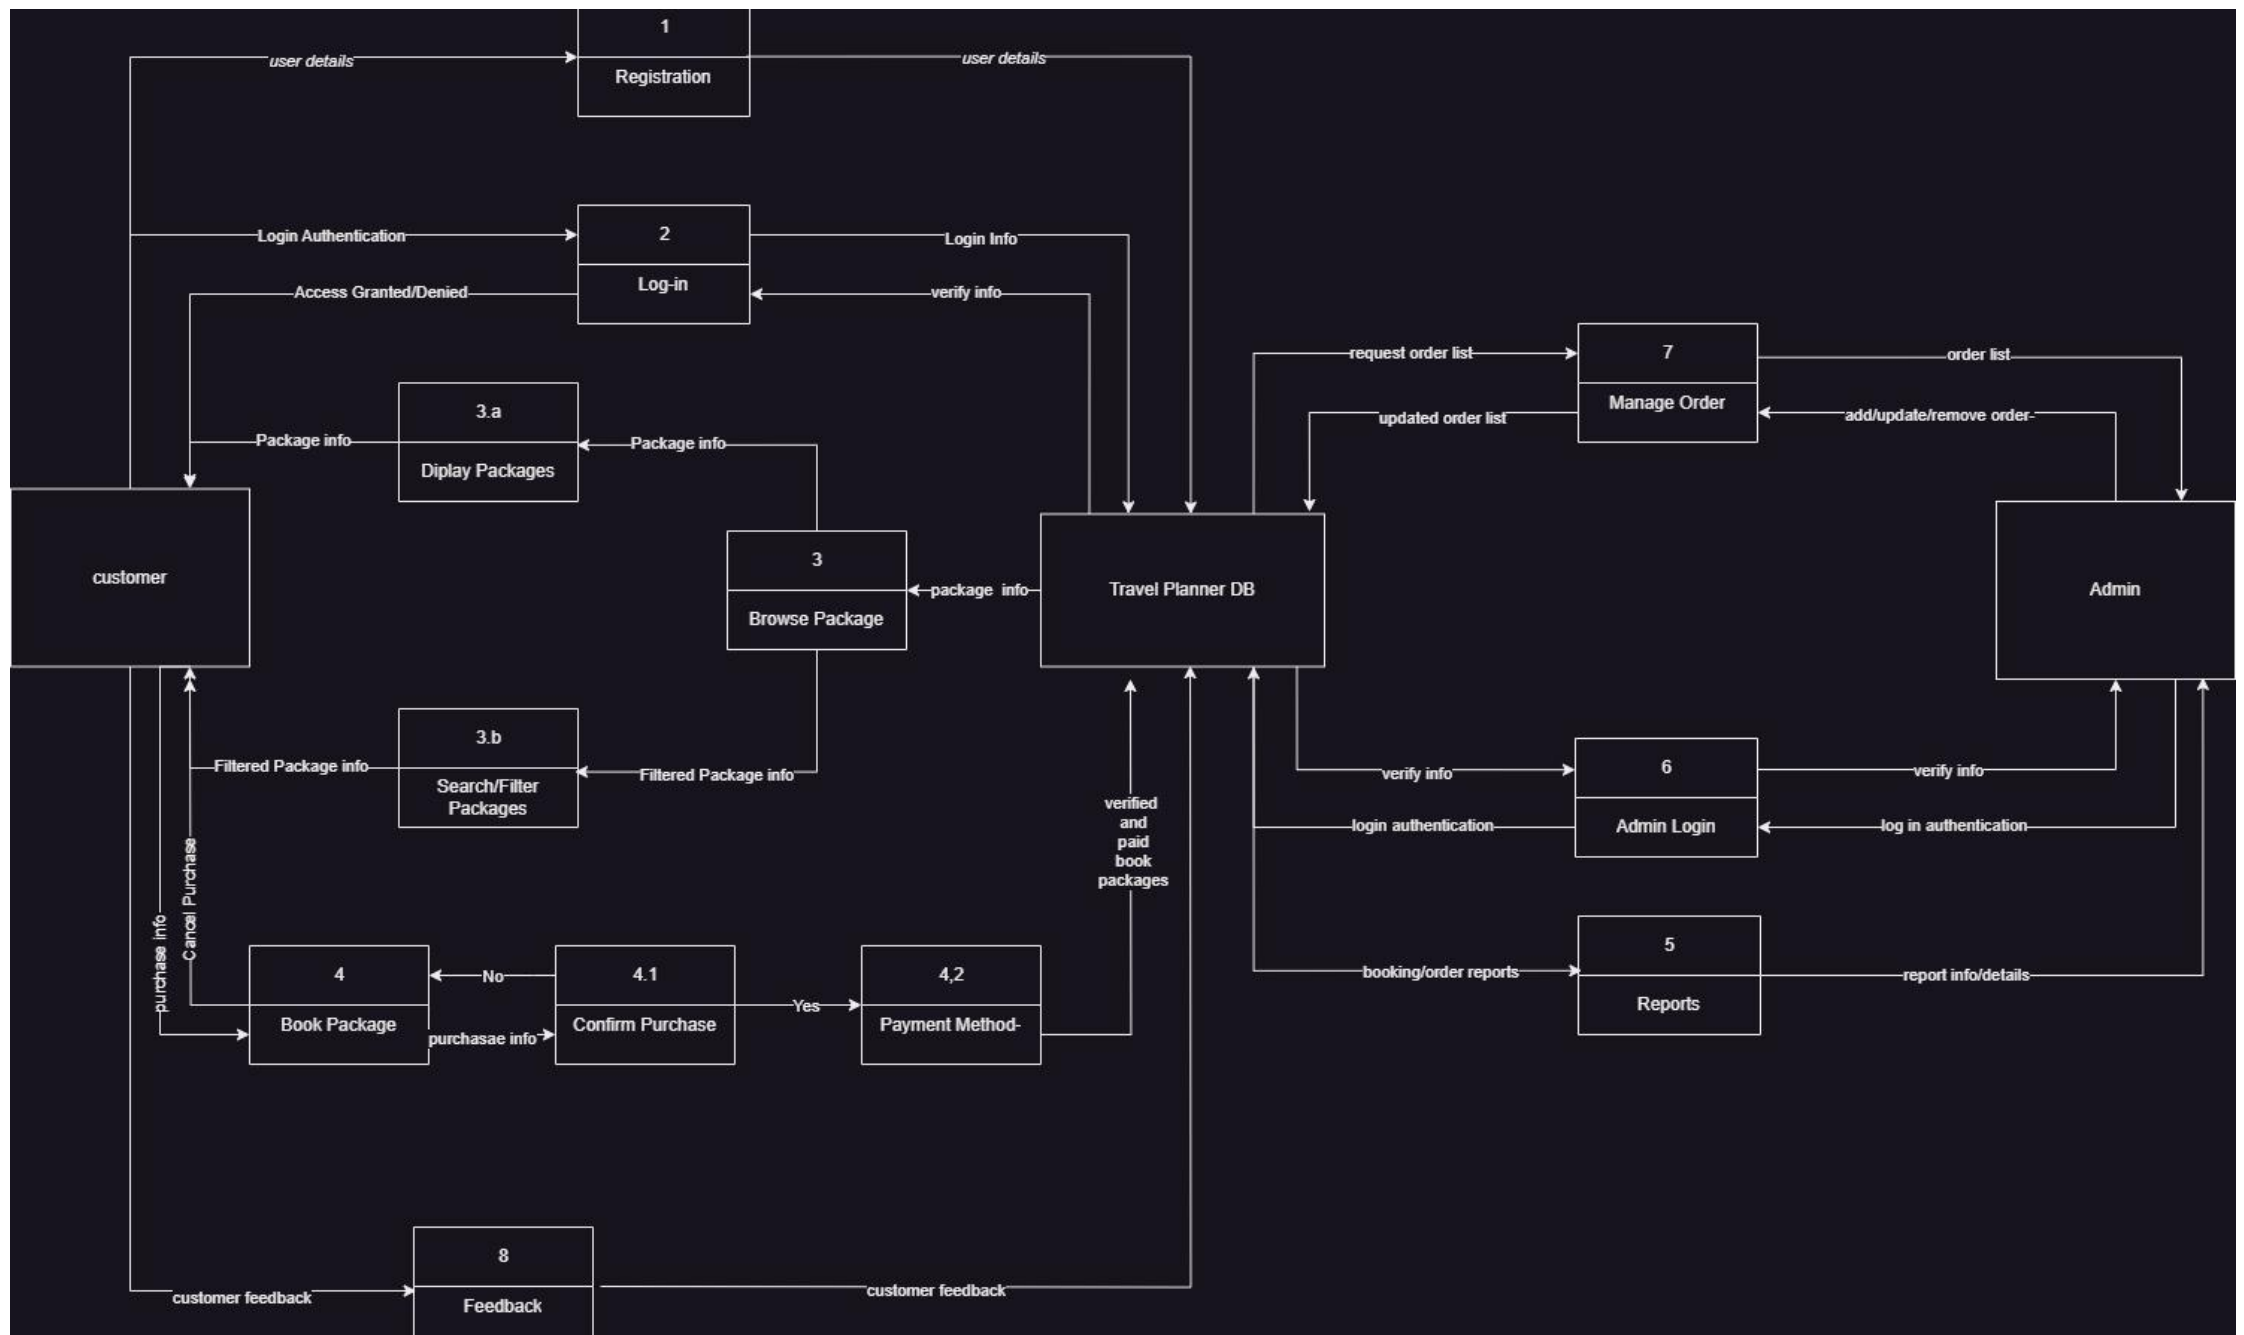 1
Registration
user details
user details
2
Log-in
Login Authentication
Login Info
Access Granted/Denied
verify info
7
Manage Order
request order list
order list
updated order list
add/update/remove order-
3.a
Diplay Packages
Package info
Package info
customer
3
Browse Package
package info
Travel Planner DB
Admin
3.b
Search/Filter
Packages
Filtered Package info
Filtered Package info
6
Admin Login
verify info
verify info
login authentication
log in authentication
verified
and
paid
book
packages
Cancel Purchase
purchase info
4
Book Package
No
purchasae info
4.1
Confirm Purchase
Yes
4,2
Payment Method-
5
Reports
booking/order reports
report info/details
8
Feedback
customer feedback
customer feedback